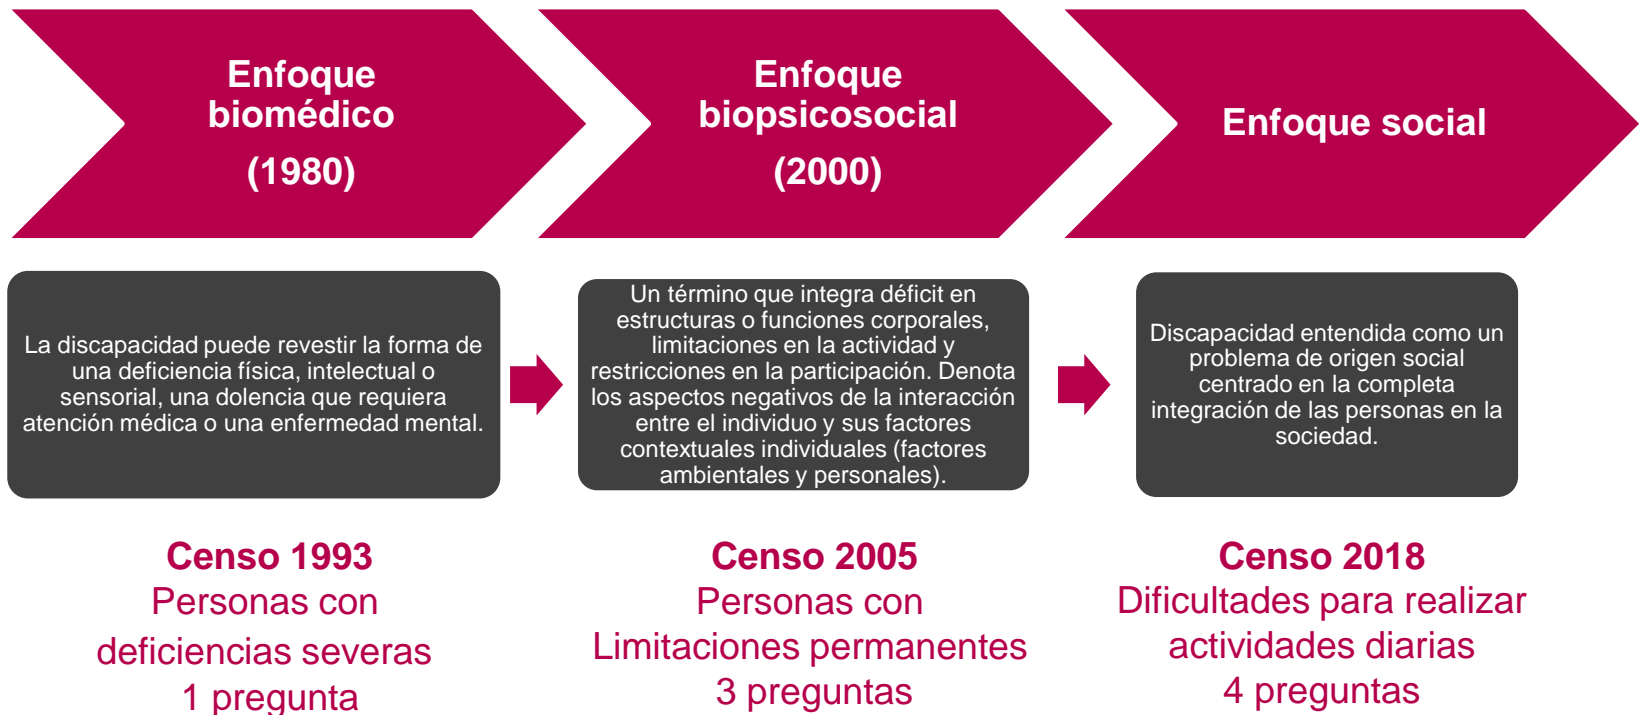 Enfoque
biomédico
(1980)
Enfoque
biopsicosocial
(2000)
Enfoque social
La discapacidad puede revestir la forma de
una deficiencia física, intelectual o
sensorial, una dolencia que requiera
atención médica o una enfermedad mental.
Un término que integra déficit en
estructuras o funciones corporales,
limitaciones en la actividad y
restricciones en la participación. Denota
los aspectos negativos de la interacción
entre el individuo y sus factores
contextuales individuales (factores
ambientales y personales).
Discapacidad entendida como un
problema de origen social
centrado en la completa
integración de las personas en la
sociedad.
Censo 1993
Personas con
deficiencias severas
1 pregunta
Censo 2005
Personas con
Limitaciones permanentes
3 preguntas
Censo 2018
Dificultades para realizar
actividades diarias
4 preguntas